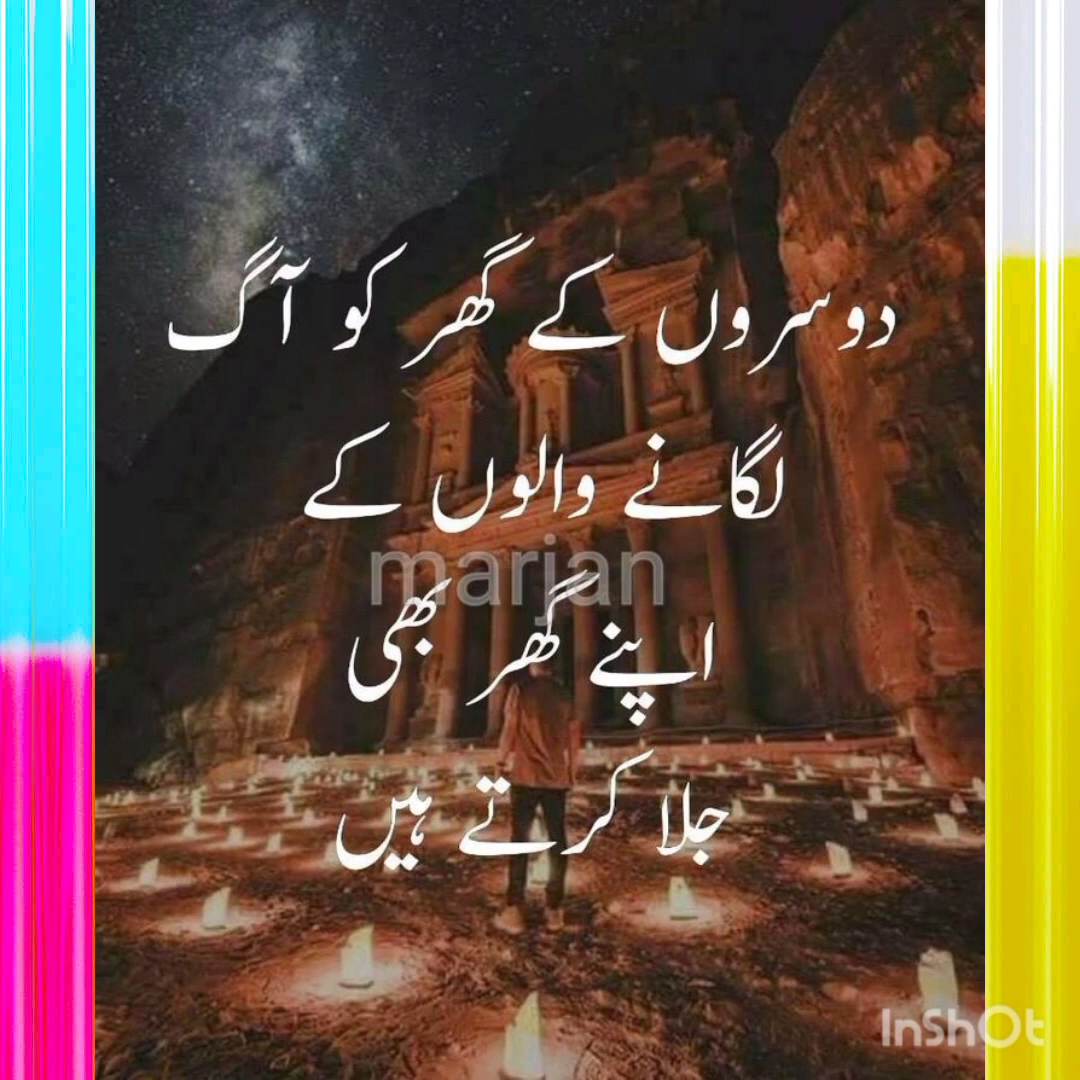 دوسروں کے گھر کو آگ
لگانے والوں کے
marjan
اپنے گھر بھی
جلا کرتے ہیں
InShOt